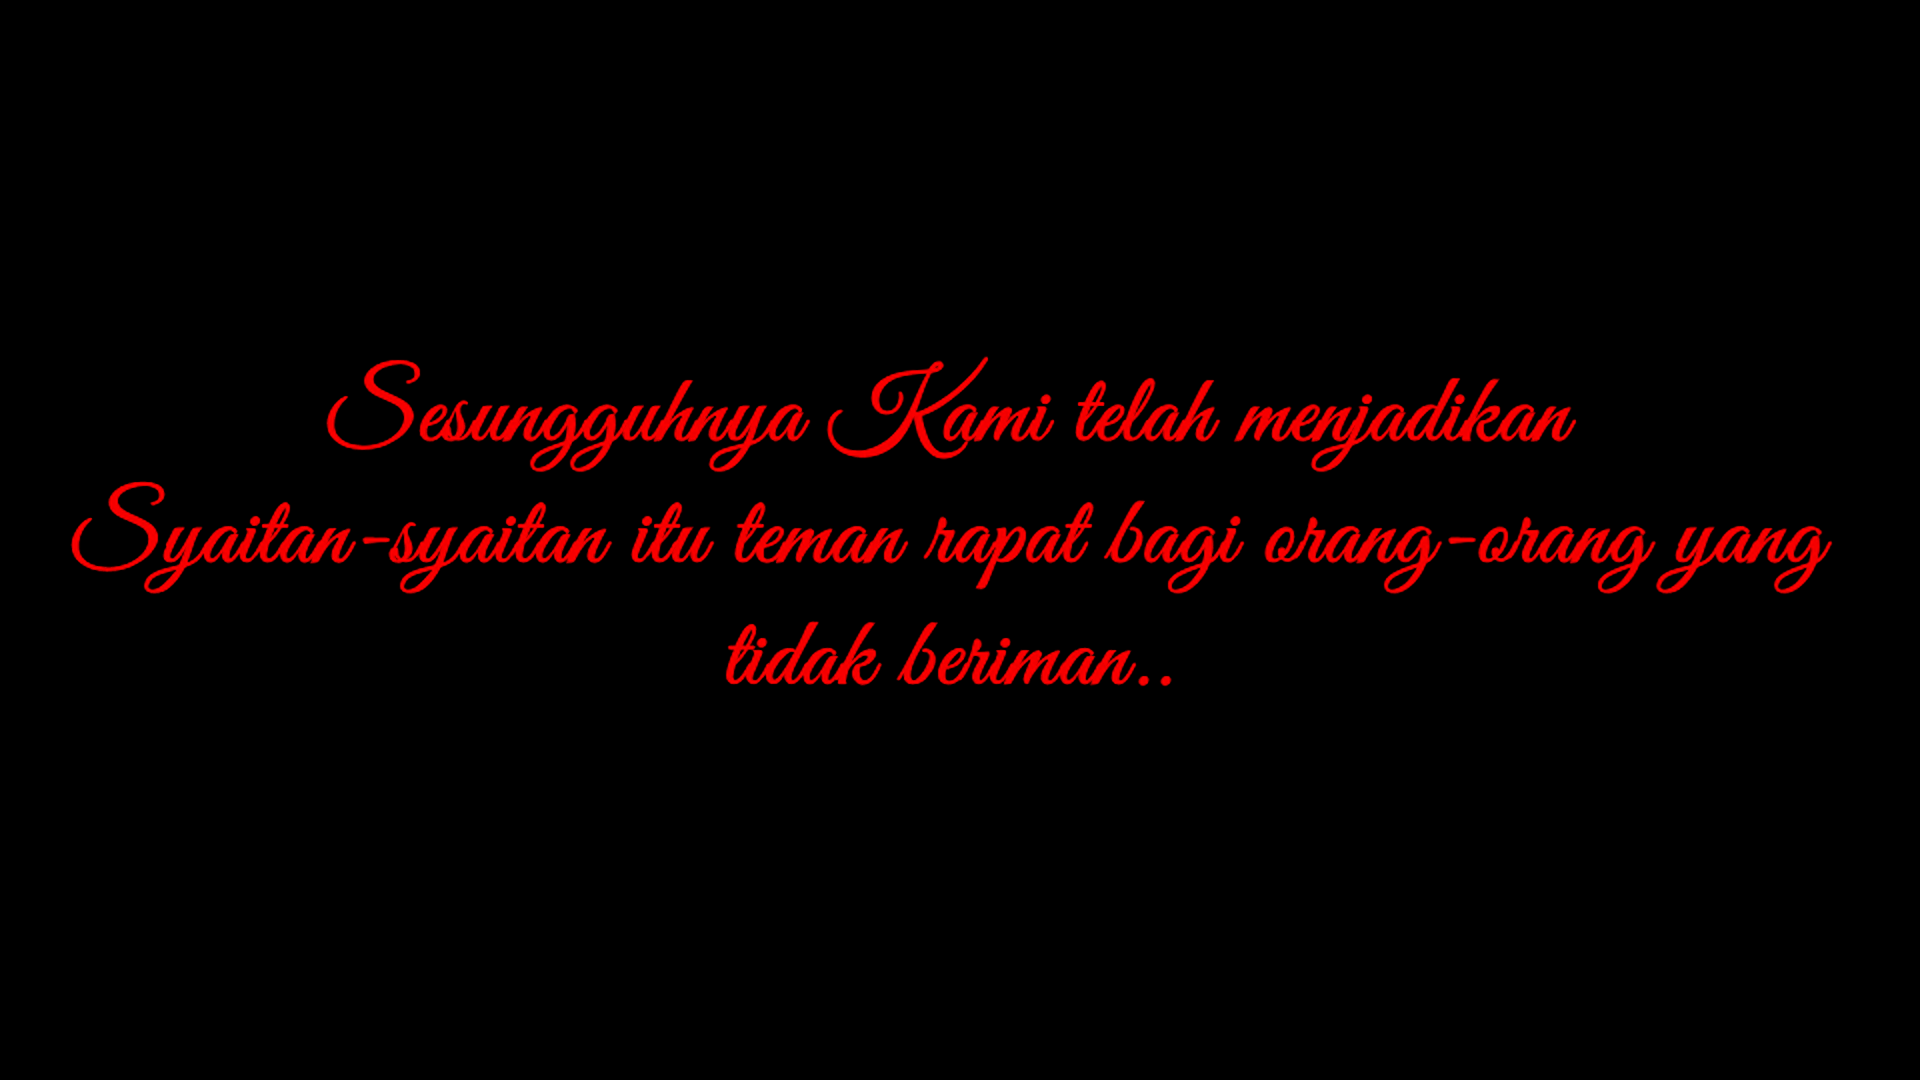 Sesungguhnya Kami telah menjadikan
Syaitan-syaitan itu teman rapat bagi orang-orang yang
tidak beriman..